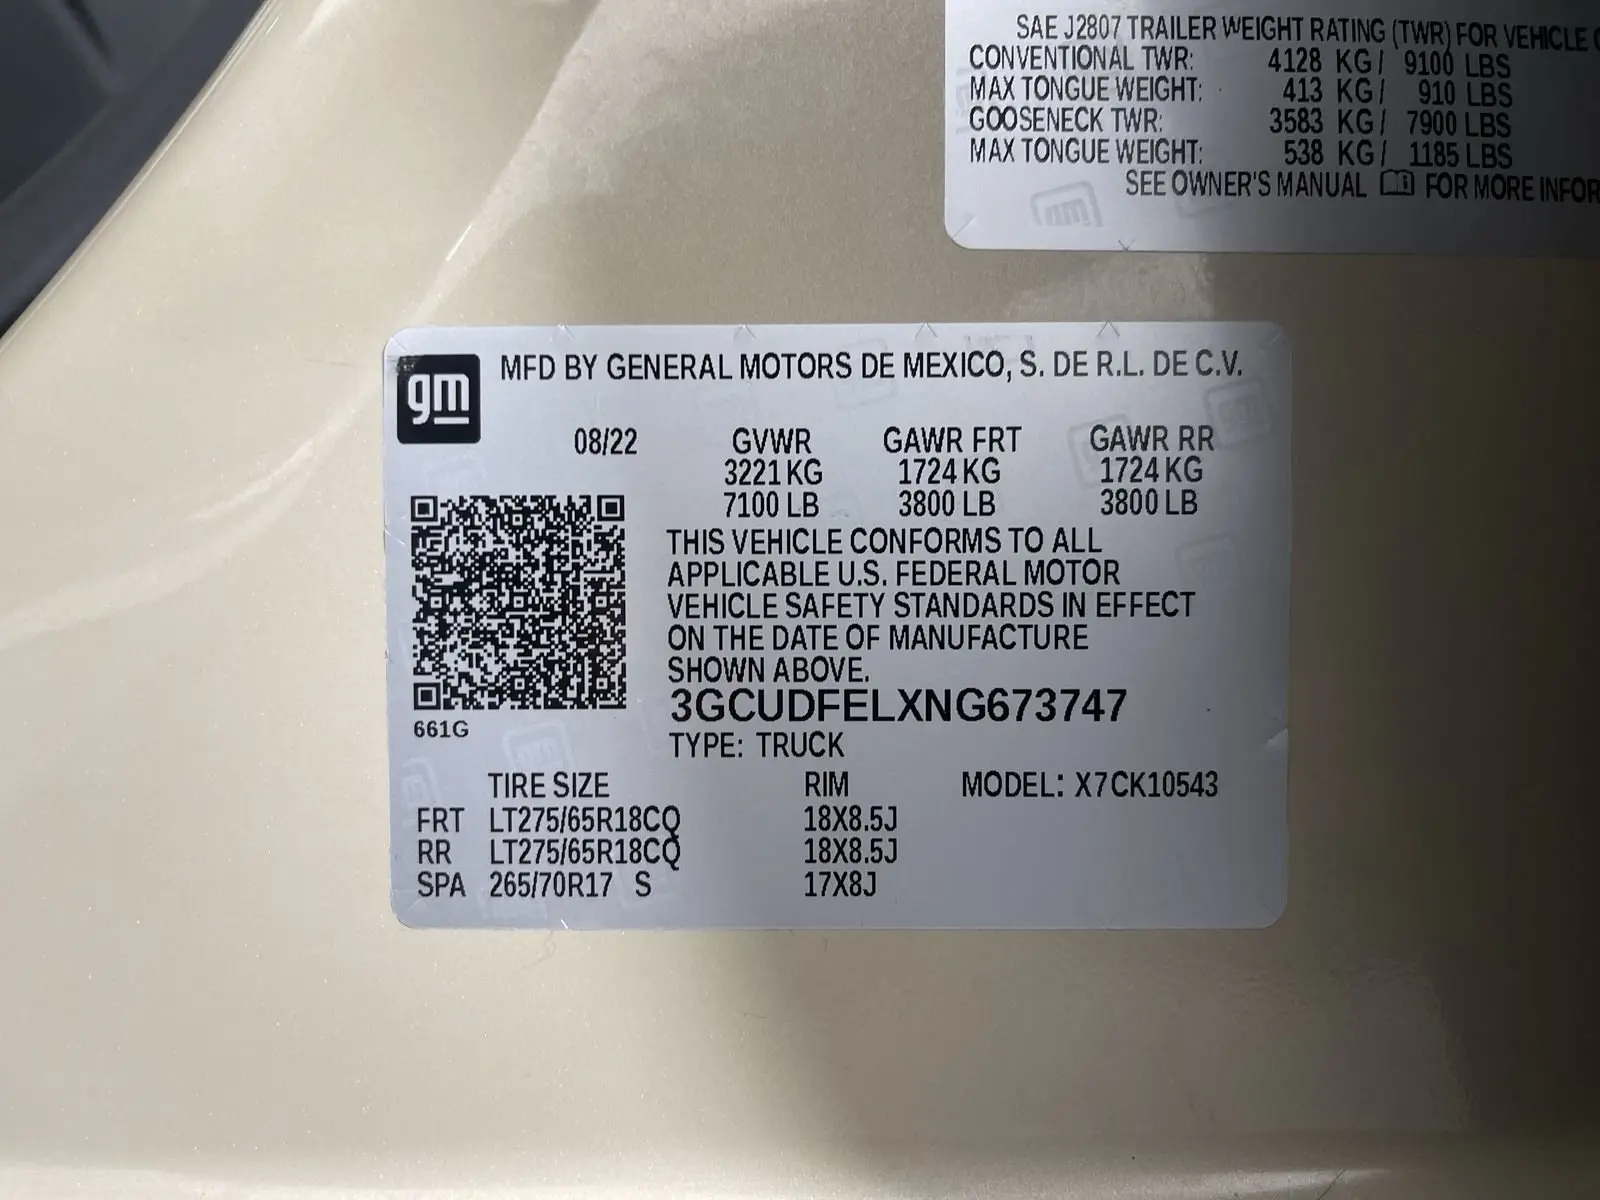 SAE J2807 TRAILER WEIGHT RATING (TWR) FOR VEHICLE
CONVENTIONAL TWR: 4128 KG/ 9100 LBS
MAX TONGUE WEIGHT: 413 KG/ 910 LBS
GOOSENECK TWR: 3583 KG/ 7900 LBS
MAX TONGUE WEIGHT: 538 KG/ 1185 LBS
SEE OWNER'S MANUAL FOR MORE INFOR
gm
MFD BY GENERAL MOTORS DE MEXICO, S. DE R.L. DE C.V.
08/22 GVWR GAWR FRT GAWR RR
3221 KG 1724 KG 1724 KG
7100 LB 3800 LB 3800 LB
THIS VEHICLE CONFORMS TO ALL
APPLICABLE U.S. FEDERAL MOTOR
VEHICLE SAFETY STANDARDS IN EFFECT
ON THE DATE OF MANUFACTURE
SHOWN ABOVE.
3GCUDFELXNG673747
661G
TYPE: TRUCK
TIRE SIZE RIM MODEL: X7CK10543
FRT LT275/65R18CQ 18X8.5J
RR LT275/65R18CQ 18X8.5J
SPA 265/70R17 S 17X8J